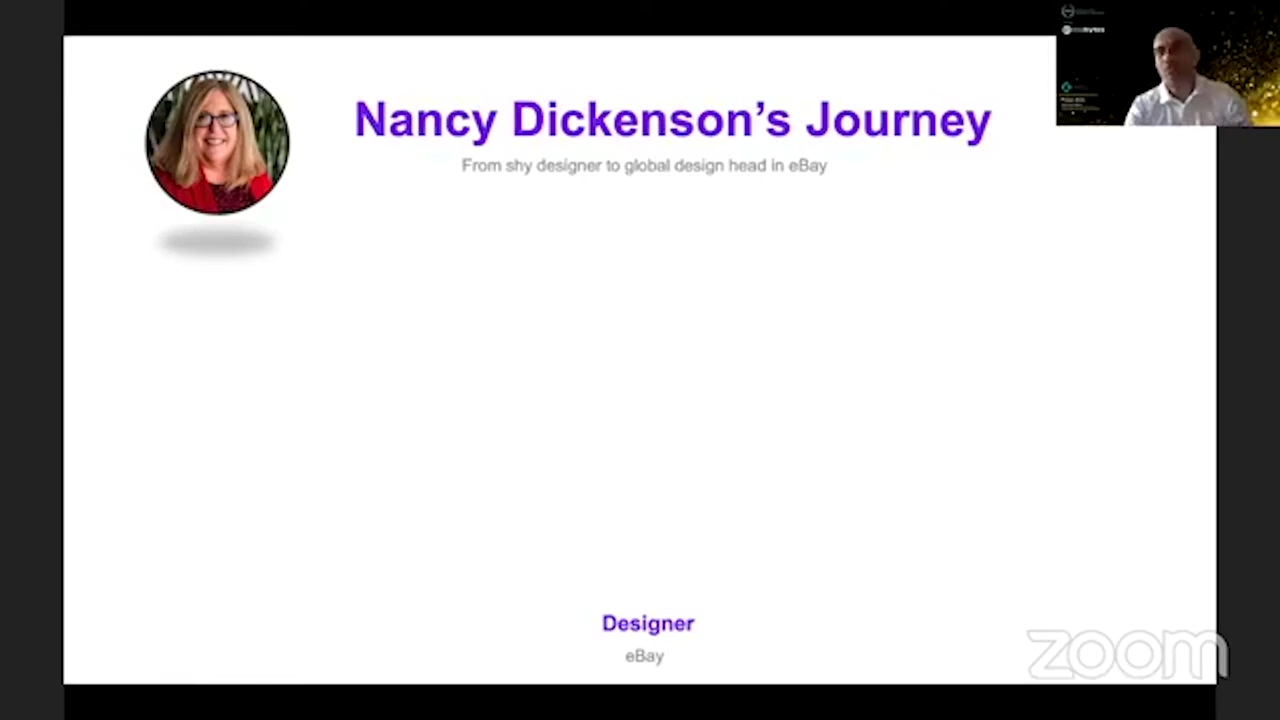 Nancy Dickenson's Journey
From shy designer to global design head in eBay
Designer
eBay
zoom